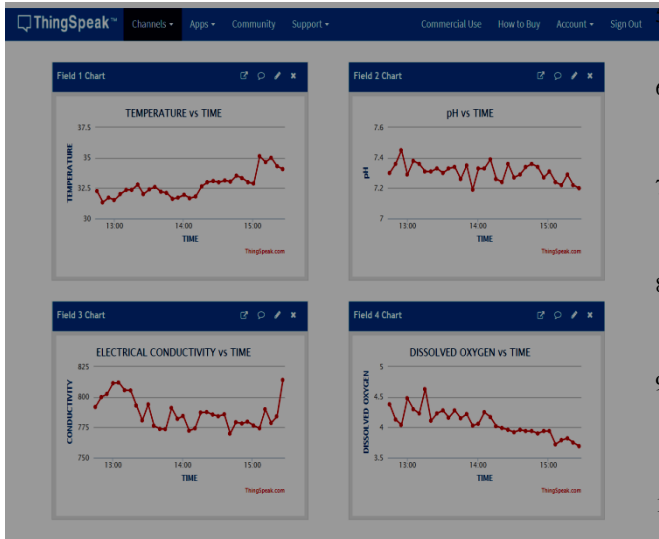 ThingSpeak™ Channels Apps Community Support Commercial Use How to Buy Account Sign Out
Field 1 Chart
TEMPERATURE vs TIME
TEMPERATURE
37.5
35
32.5
30
13:00 14:00 15:00
TIME
ThingSpeak.com
Field 2 Chart
pH vs TIME
pH
7.6
7.4
7.2
7
13:00 14:00 15:00
TIME
ThingSpeak.com
Field 3 Chart
ELECTRICAL CONDUCTIVITY vs TIME
CONDUCTIVITY
825
800
775
750
13:00 14:00 15:00
TIME
ThingSpeak.com
Field 4 Chart
DISSOLVED OXYGEN vs TIME
DISSOLVED OXYGEN
5
4.5
4
3.5
13:00 14:00 15:00
TIME
ThingSpeak.com